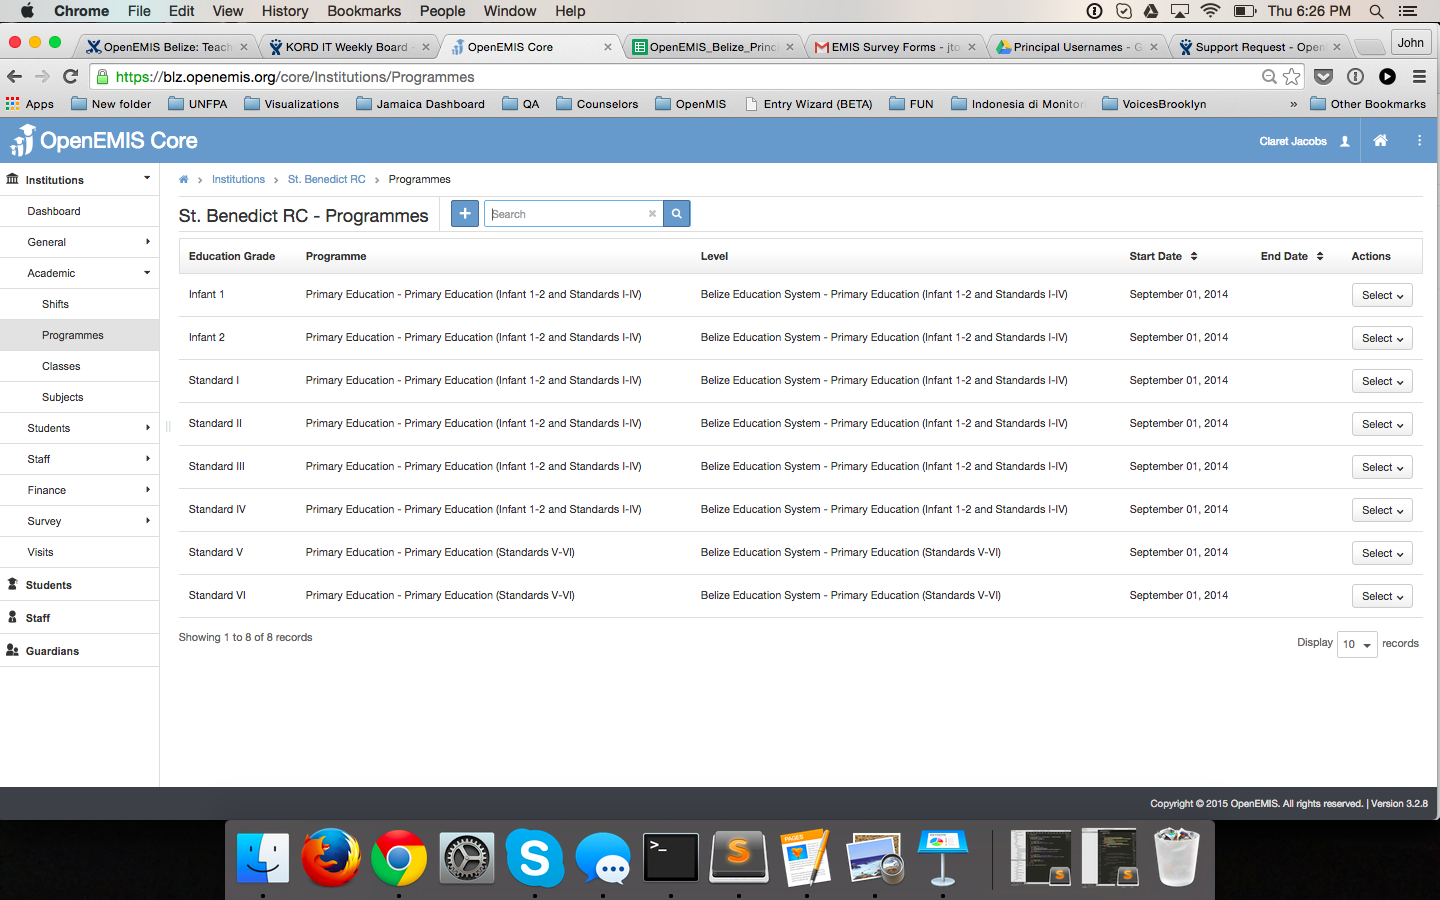 Chrome File Edit View History Bookmarks People Window Help Thu 6:26 PM
OpenEMIS Belize: Teach KORD IT Weekly Board - OpenEMIS Core OpenEMIS_Belize_Princ EMIS Survey Forms - jto Principal Usernames - G Support Request - Open John
https://blz.openemis.org/core/Institutions/Programmes
Apps New folder UNFPA Visualizations Jamaica Dashboard QA Counselors OpenMIS Entry Wizard (BETA) FUN Indonesia di Monitor VoicesBrooklyn » Other Bookmarks
OpenEMIS Core Claret Jacobs
Institutions
Dashboard
General
Academic
Shifts
Programmes
Classes
Subjects
Students
Staff
Finance
Survey
Visits
Students
Staff
Guardians
Institutions > St. Benedict RC > Programmes
St. Benedict RC - Programmes + Search
Education Grade Programme Level Start Date End Date Actions
Infant 1 Primary Education - Primary Education (Infant 1-2 and Standards I-IV) Belize Education System - Primary Education (Infant 1-2 and Standards I-IV) September 01, 2014 Select
Infant 2 Primary Education - Primary Education (Infant 1-2 and Standards I-IV) Belize Education System - Primary Education (Infant 1-2 and Standards I-IV) September 01, 2014 Select
Standard I Primary Education - Primary Education (Infant 1-2 and Standards I-IV) Belize Education System - Primary Education (Infant 1-2 and Standards I-IV) September 01, 2014 Select
Standard II Primary Education - Primary Education (Infant 1-2 and Standards I-IV) Belize Education System - Primary Education (Infant 1-2 and Standards I-IV) September 01, 2014 Select
Standard III Primary Education - Primary Education (Infant 1-2 and Standards I-IV) Belize Education System - Primary Education (Infant 1-2 and Standards I-IV) September 01, 2014 Select
Standard IV Primary Education - Primary Education (Infant 1-2 and Standards I-IV) Belize Education System - Primary Education (Infant 1-2 and Standards I-IV) September 01, 2014 Select
Standard V Primary Education - Primary Education (Standards V-VI) Belize Education System - Primary Education (Standards V-VI) September 01, 2014 Select
Standard VI Primary Education - Primary Education (Standards V-VI) Belize Education System - Primary Education (Standards V-VI) September 01, 2014 Select
Showing 1 to 8 of 8 records
Display 10 records
Copyright © 2015 OpenEMIS. All rights reserved. | Version 3.2.8
PAGES